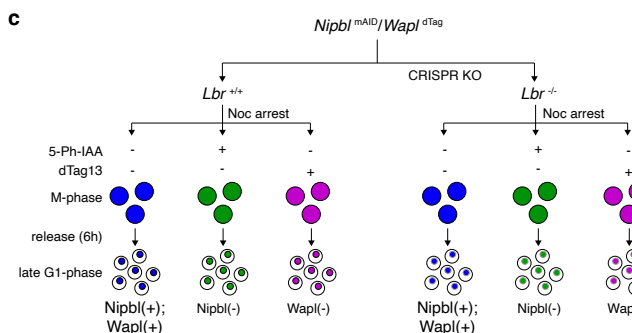 c
Nipbl mAID/Wapl dTag
CRISPR KO
Lbr +/+ Lbr -/-
Noc arrest Noc arrest
5-Ph-IAA - + - - + -
dTag13 - - + - - +
M-phase
release (6h)
late G1-phase
Nipbl(+); Nipbl(-) Wapl(-) Nipbl(+); Nipbl(-) Wap
Wapl(+) Wapl(+)